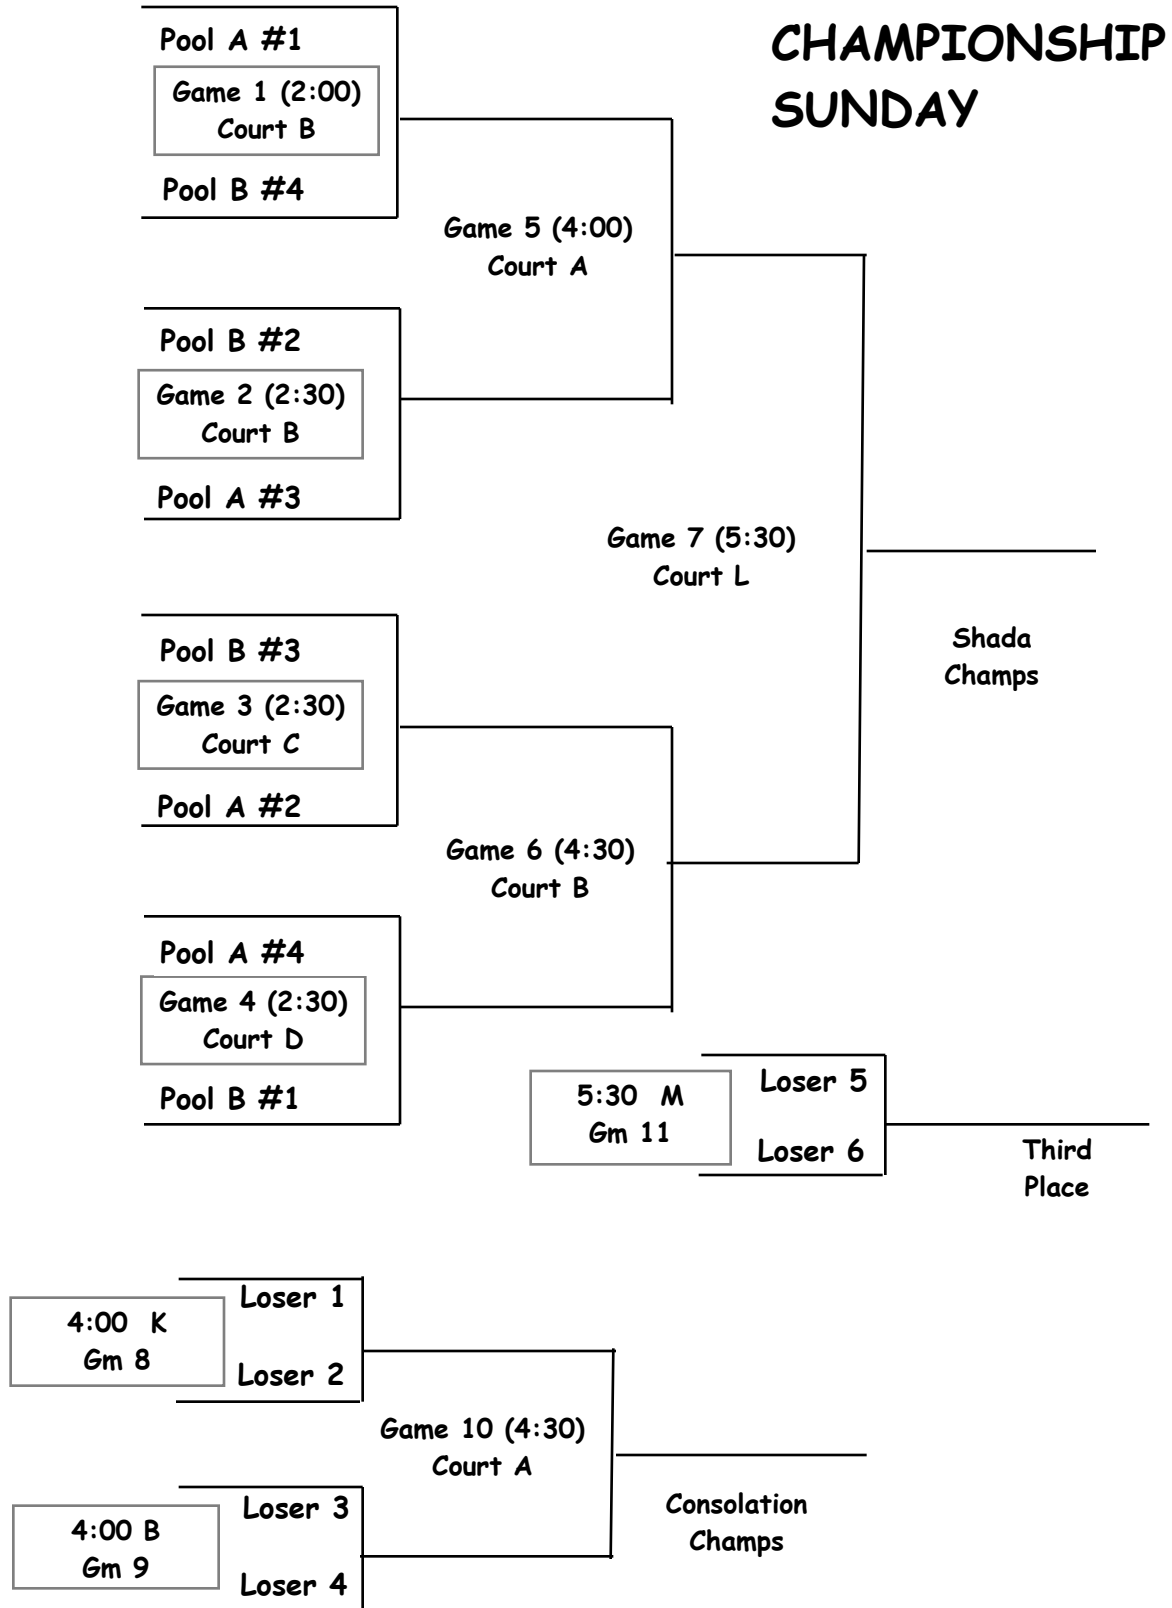 CHAMPIONSHIP
SUNDAY
Pool A #1
Game 1 (2:00)
Court B
Pool B #4
Game 5 (4:00)
Court A
Pool B #2
Game 2 (2:30)
Court B
Pool A #3
Game 7 (5:30)
Court L
Shada
Champs
Pool B #3
Game 3 (2:30)
Court C
Pool A #2
Game 6 (4:30)
Court B
Pool A #4
Game 4 (2:30)
Court D
Pool B #1
5:30 M
Gm 11
Loser 5
Loser 6
Third
Place
4:00 K
Gm 8
Loser 1
Loser 2
Game 10 (4:30)
Court A
4:00 B
Gm 9
Loser 3
Loser 4
Consolation
Champs